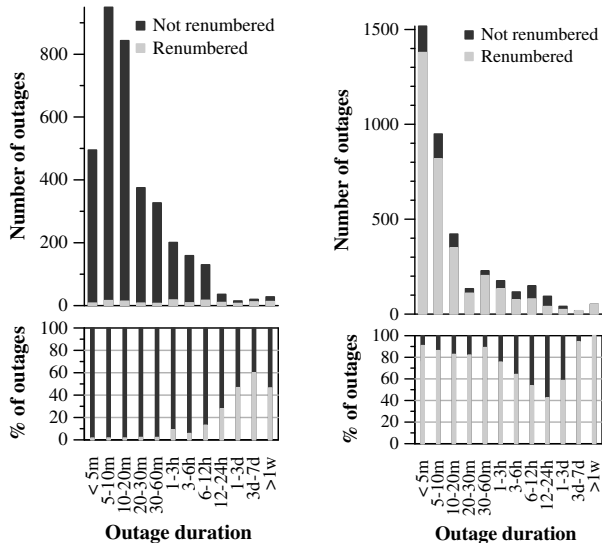 Not renumbered
Renumbered
Number of outages
800
600
400
200
0
% of outages
100
80
60
40
20
0
< 5m
5-10m
10-20m
20-30m
30-60m
1-3h
3-6h
6-12h
12-24h
1-3d
3d-7d
>1w
Outage duration
Not renumbered
Renumbered
Number of outages
1500
1000
500
0
% of outages
100
80
60
40
20
0
< 5m
5-10m
10-20m
20-30m
30-60m
1-3h
3-6h
6-12h
12-24h
1-3d
3d-7d
>1w
Outage duration